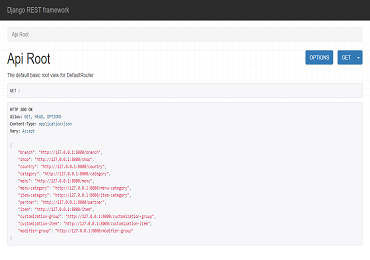 Django REST framework
Api Root
Api Root
OPTIONS
GET
The default basic root view for DefaultRouter
GET /
HTTP 200 OK
Allow: GET, HEAD, OPTIONS
Content-Type: application/json
Vary: Accept
{
"branch": "http://127.0.0.1:8000/branch",
"shop": "http://127.0.0.1:8000/shop",
"country": "http://127.0.0.1:8000/country",
"category": "http://127.0.0.1:8000/category",
"menu": "http://127.0.0.1:8000/menu",
"menu-category": "http://127.0.0.1:8000/menu-category",
"item-category": "http://127.0.0.1:8000/item-category",
"partner": "http://127.0.0.1:8000/partner",
"item": "http://127.0.0.1:8000/item",
"customization-group": "http://127.0.0.1:8000/customization-group",
"customization-item": "http://127.0.0.1:8000/customization-item",
"modifier-group": "http://127.0.0.1:8000/modifier-group"
}